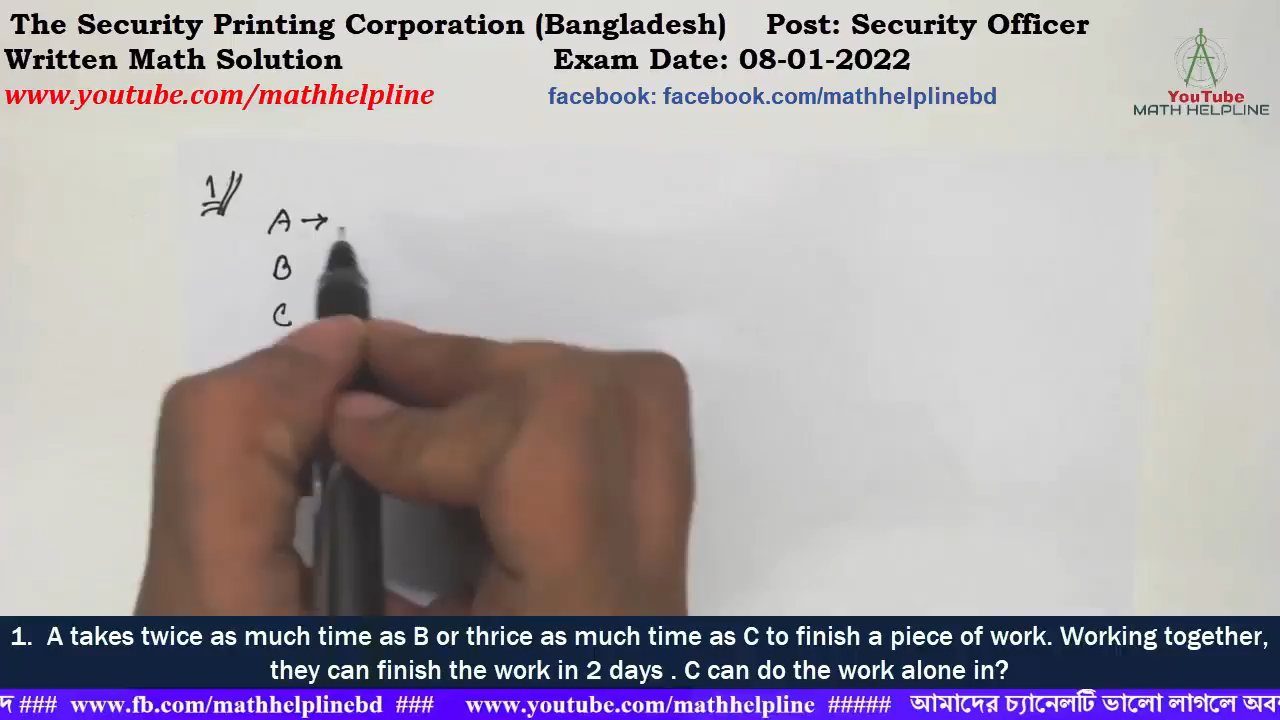 The Security Printing Corporation (Bangladesh) Post: Security Officer
Written Math Solution Exam Date: 08-01-2022
www.youtube.com/mathhelpline facebook: facebook.com/mathhelplinebd
YouTube
MATH HELPLINE
1
A →
B
C
1. A takes twice as much time as B or thrice as much time as C to finish a piece of work. Working together,
they can finish the work in 2 days . C can do the work alone in?
### www.fb.com/mathhelplinebd ### www.youtube.com/mathhelpline ##### আমাদের চ্যানেলটি ভালো লাগলে